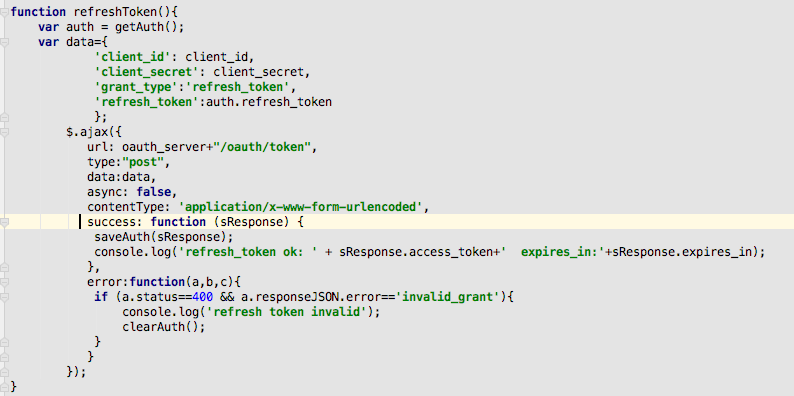 function refreshToken(){
    var auth = getAuth();
    var data={
            'client_id': client_id,
            'client_secret': client_secret,
            'grant_type':'refresh_token',
            'refresh_token':auth.refresh_token
            };
        $.ajax({
           url: oauth_server+"/oauth/token",
           type:"post",
           data:data,
           async: false,
           contentType: 'application/x-www-form-urlencoded',
           success: function (sResponse) {
            saveAuth(sResponse);
            console.log('refresh_token ok: ' + sResponse.access_token+'  expires_in:'+sResponse.expires_in);
           },
           error:function(a,b,c){
            if (a.status==400 && a.responseJSON.error=='invalid_grant'){
                console.log('refresh token invalid');
                clearAuth();
            }
           }
        });
}